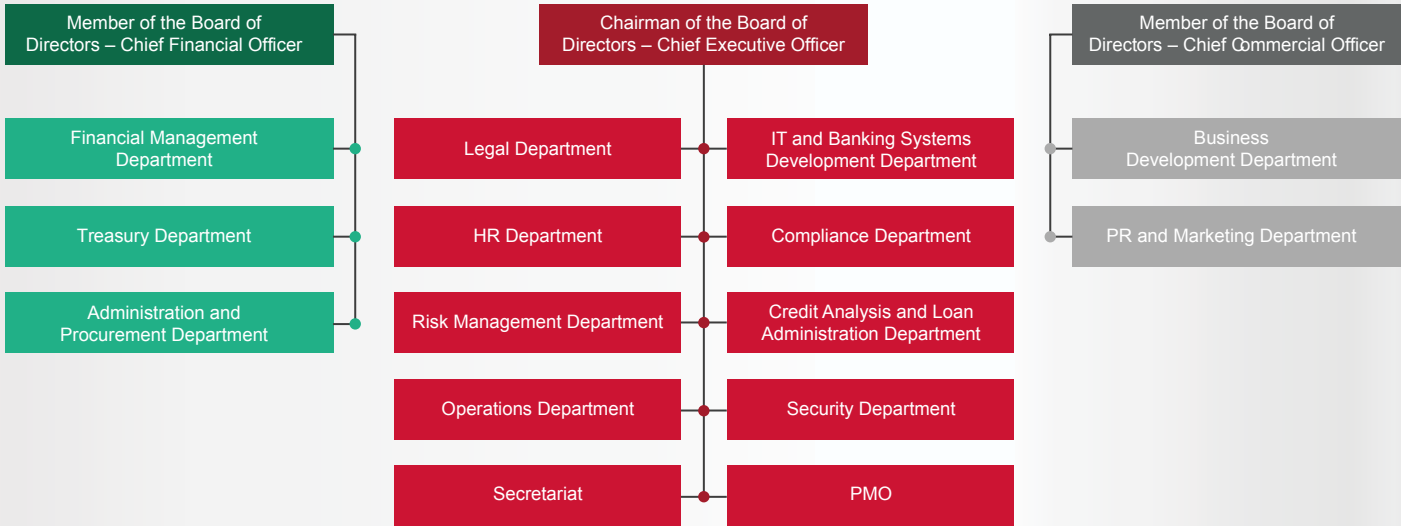 Member of the Board of
Directors – Chief Financial Officer
Chairman of the Board of
Directors – Chief Executive Officer
Member of the Board of
Directors – Chief Commercial Officer
Financial Management
Department
Legal Department
IT and Banking Systems
Development Department
Business
Development Department
Treasury Department
HR Department
Compliance Department
PR and Marketing Department
Administration and
Procurement Department
Risk Management Department
Credit Analysis and Loan
Administration Department
Operations Department
Security Department
Secretariat
PMO